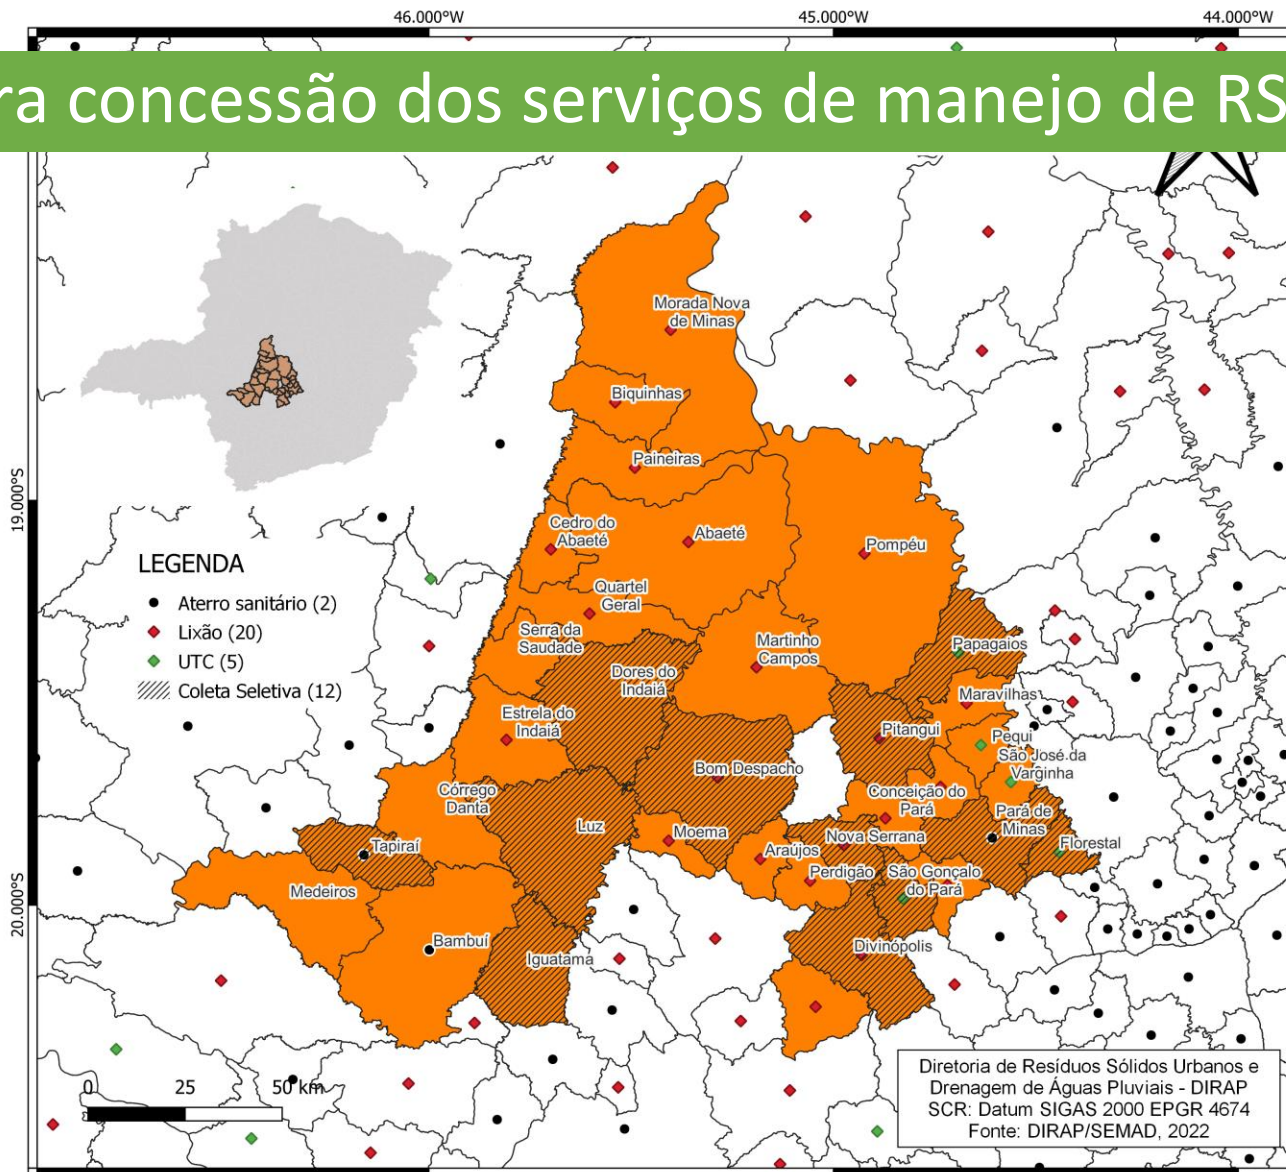 46.000°W
45.000°W
44.000°W
ra concessão dos serviços de manejo de RS
Morada Nova
de Minas
Biquinhas
Paineiras
19.000°S
Cedro do
Abaeté
Abaeté
Pompéu
LEGENDA
Aterro sanitário (2)
Lixão (20)
UTC (5)
Coleta Seletiva (12)
Quartel
Geral
Serra da
Saudade
Martinho
Campos
Papagaios
Dores do
Indaiá
Maravilhas
Estrela do
Indaiá
Pitangui
Pequi
São José da
Varginha
Bom Despacho
Córrego
Danta
Conceição do
Pará
Luz
Moema
Nova Serrana
Pará de
Minas
Florestal
Tapiraí
Araújos
Perdigão
São Gonçalo
do Pará
Medeiros
20.000°S
Bambuí
Iguatama
Divinópolis
0 25 50 km
Diretoria de Resíduos Sólidos Urbanos e
Drenagem de Águas Pluviais - DIRAP
SCR: Datum SIGAS 2000 EPGR 4674
Fonte: DIRAP/SEMAD, 2022